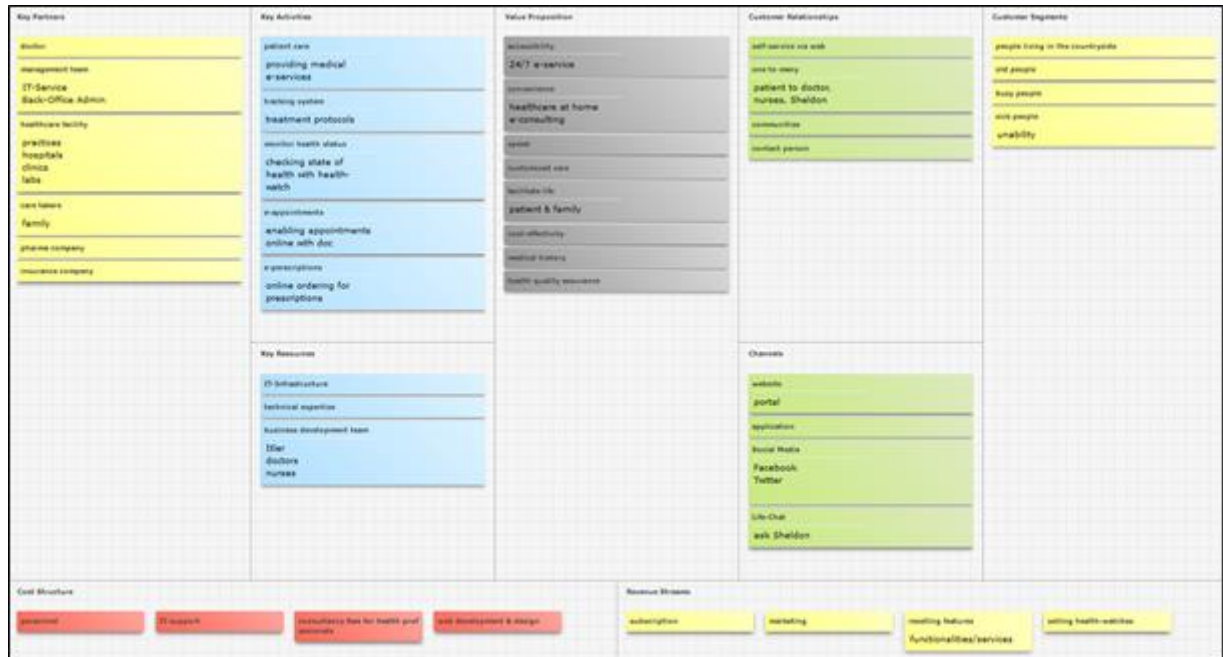 Key Partners
doctor
management team
IT-Service
Back-Office Admin
healthcare facility
practices
hospitals
clinics
labs
care takers
family
pharma company
insurance company
Key Activities
patient care
providing medical
e-services
tracking system
treatment protocols
monitor health status
checking state of
health with health-
watch
e-appointments
enabling appointments
online with doc
e-prescriptions
online ordering for
prescriptions
Key Resources
IT-Infrastructure
technical expertise
business development team
ITler
doctors
nurses
Value Proposition
accessibility
24/7 e-service
convenience
healthcare at home
e-consulting
customized care
facilitate life
patient & family
cost-effectivity
medical history
health quality assurance
Customer Relationships
self-service via web
one to many
patient to doctor,
nurses, Sheldon
communities
contact person
Channels
website
portal
application
Social Media
Facebook
Twitter
Life-Chat
ask Sheldon
Customer Segments
people living in the countryside
old people
busy people
sick people
unability
Cost Structure
personnel
IT-support
consultancy fees for health prof
essionals
web development & design
Revenue Streams
subscription
marketing
reselling features
funitionalities/services
selling health-watches